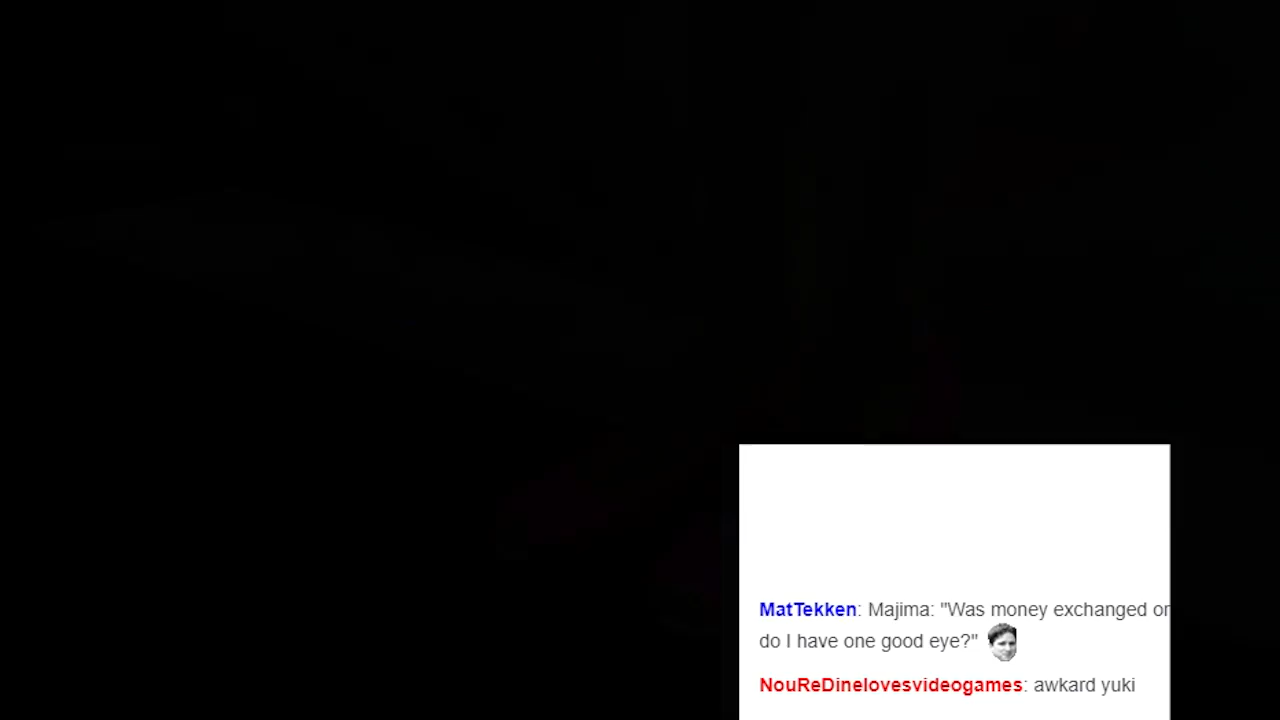 MatTekken: Majima: "Was money exchanged or
do I have one good eye?"
NouReDinelovesvideogames: awkard yuki